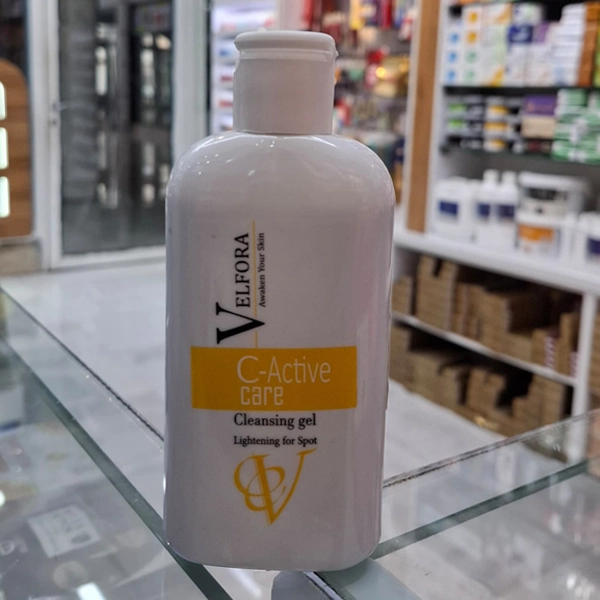 VELFORA
Awaken Your Skin
C-Active
care
Cleansing gel
Lightening for Spot